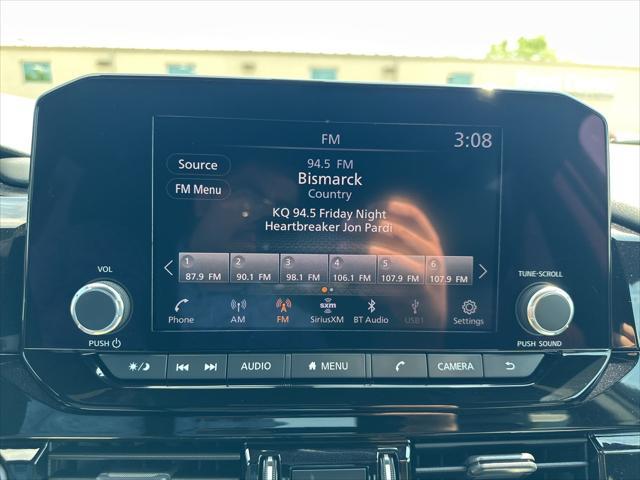 FM
3:08
Source
94.5 FM
Bismarck
FM Menu
Country
KQ 94.5 Friday Night
Heartbreaker Jon Pardi
1 2 3 4 5 6
87.9 FM 90.1 FM 98.1 FM 106.1 FM 107.9 FM 107.9 FM
Phone AM FM sxm SiriusXM BT Audio USB1 Settings
VOL
TUNE-SCROLL
PUSH
PUSH SOUND
AUDIO MENU CAMERA